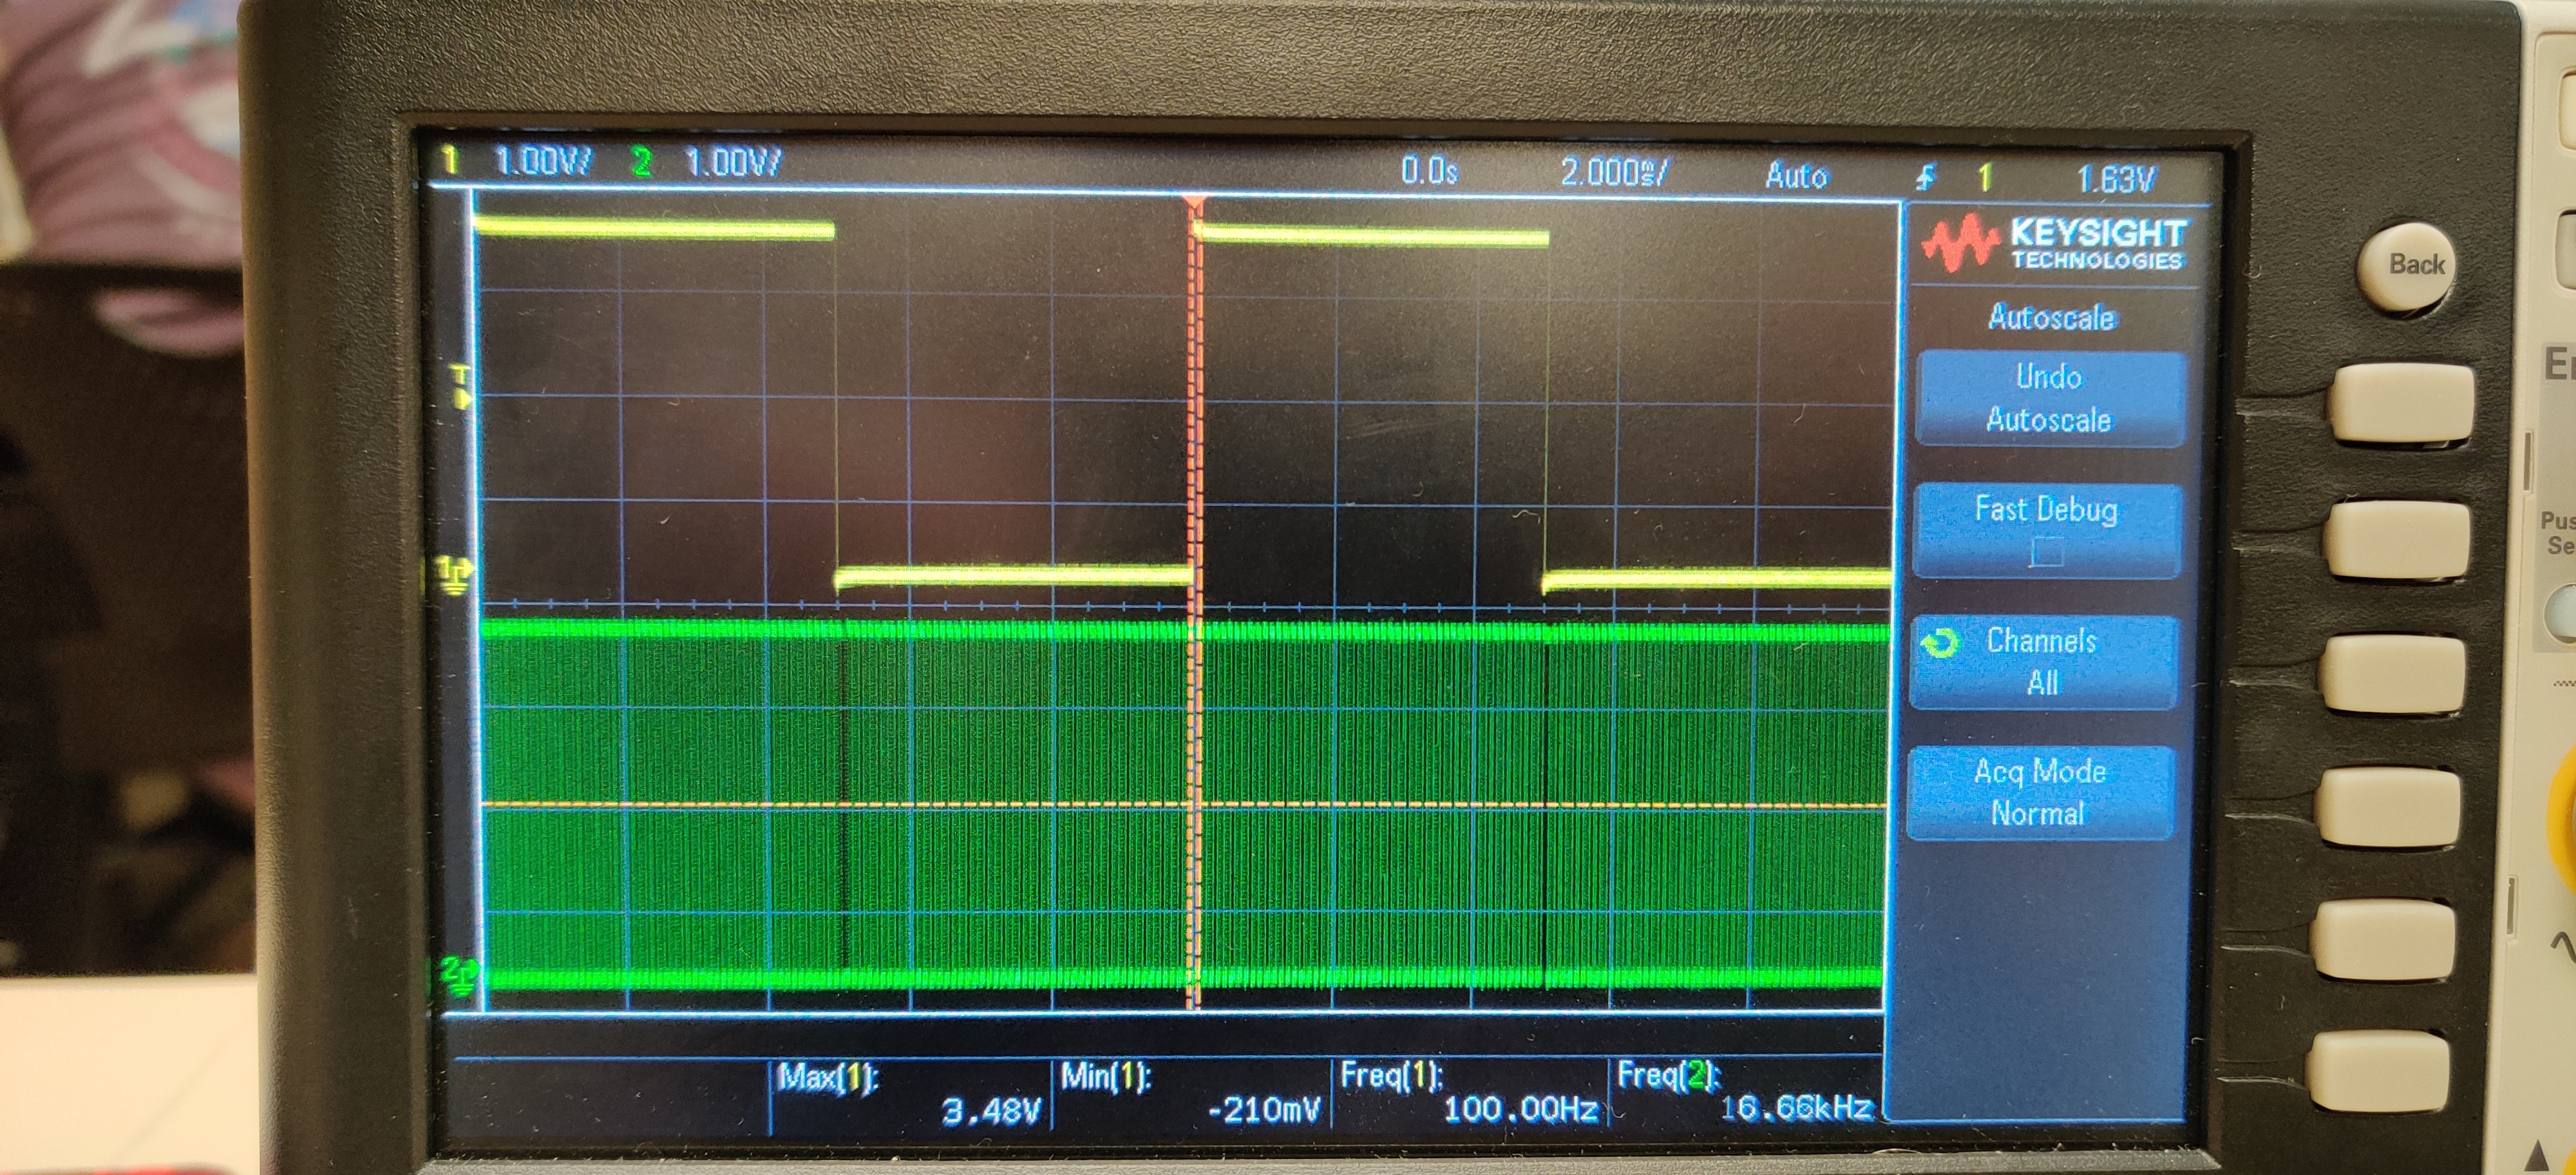 1 1.00V/ 2 1.00V/ 0.0s 2.000ms/ Auto 1 1.63V
KEYSIGHT
TECHNOLOGIES
Autoscale
Undo
Autoscale
Fast Debug
Channels
All
Acq Mode
Normal
T
1
2
Max(1):
3.48V
Min(1):
-210mV
Freq(1):
100.00Hz
Freq(2):
16.66kHz
Back